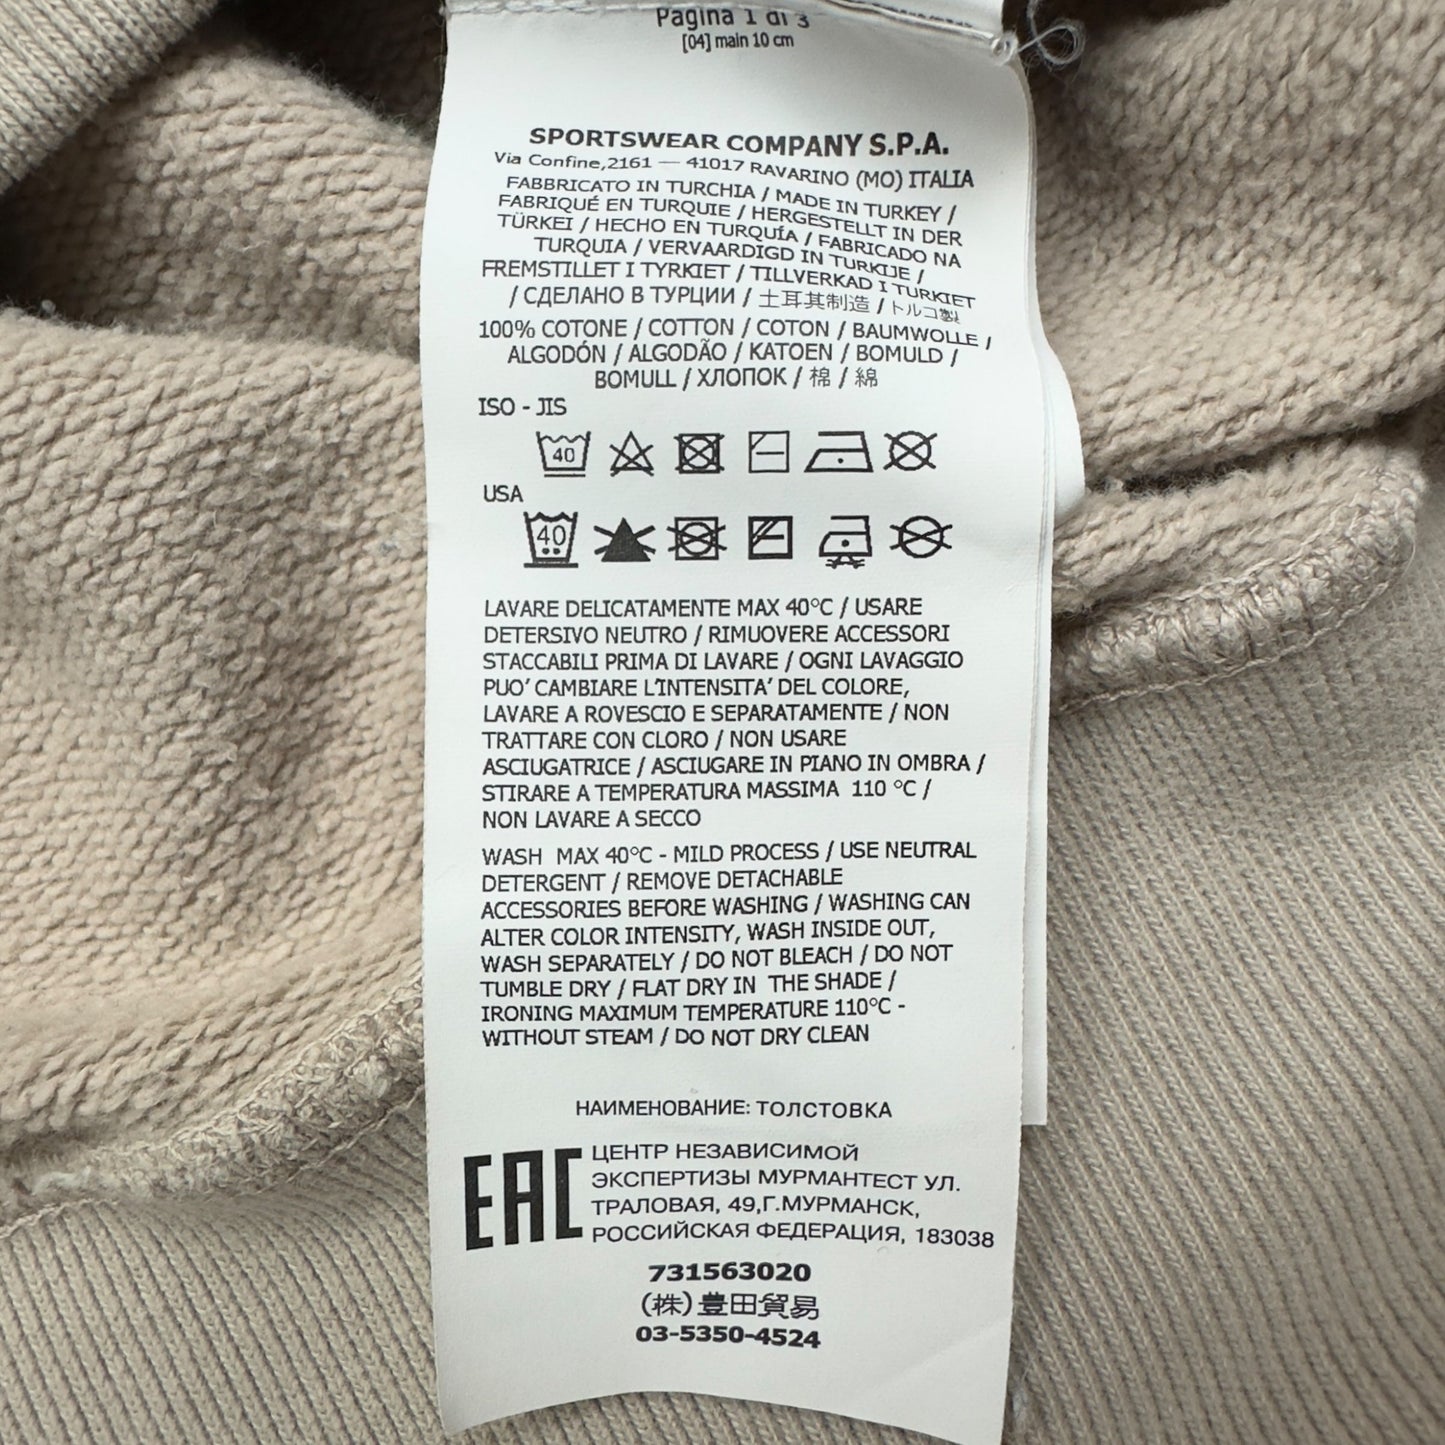 Pagina 1 di 3
[04] main 10 cm
SPORTSWEAR COMPANY S.P.A.
Via Confine,2161 — 41017 RAVARINO (MO) ITALIA
FABBRICATO IN TURCHIA / MADE IN TURKEY /
FABRIQUÉ EN TURQUIE / HERGESTELLT IN DER
TÜRKEI / HECHO EN TURQUÍA / FABRICADO NA
TURQUIA / VERVAARDIGD IN TURKIJE /
FREMSTILLET I TYRKIET / TILLVERKAD I TURKIET
/ СДЕЛАНО В ТУРЦИИ / 土耳其制造 / トルコ製
100% COTONE / COTTON / COTON / BAUMWOLLE /
ALGODÓN / ALGODÃO / KATOEN / BOMULD /
BOMULL / ХЛОПОК / 棉 / 綿
ISO - JIS
40
USA
40
LAVARE DELICATAMENTE MAX 40°C / USARE
DETERSIVO NEUTRO / RIMUOVERE ACCESSORI
STACCABILI PRIMA DI LAVARE / OGNI LAVAGGIO
PUO' CAMBIARE L'INTENSITA' DEL COLORE,
LAVARE A ROVESCIO E SEPARATAMENTE / NON
TRATTARE CON CLORO / NON USARE
ASCIUGATRICE / ASCIUGARE IN PIANO IN OMBRA /
STIRARE A TEMPERATURA MASSIMA 110 °C /
NON LAVARE A SECCO
WASH MAX 40°C - MILD PROCESS / USE NEUTRAL
DETERGENT / REMOVE DETACHABLE
ACCESSORIES BEFORE WASHING / WASHING CAN
ALTER COLOR INTENSITY, WASH INSIDE OUT,
WASH SEPARATELY / DO NOT BLEACH / DO NOT
TUMBLE DRY / FLAT DRY IN THE SHADE /
IRONING MAXIMUM TEMPERATURE 110°C -
WITHOUT STEAM / DO NOT DRY CLEAN
НАИМЕНОВАНИЕ: ТОЛСТОВКА
EAC
ЦЕНТР НЕЗАВИСИМОЙ
ЭКСПЕРТИЗЫ МУРМАНТЕСТ УЛ.
ТРАЛОВАЯ, 49,Г.МУРМАНСК,
РОССИЙСКАЯ ФЕДЕРАЦИЯ, 183038
731563020
(株)豊田貿易
03-5350-4524